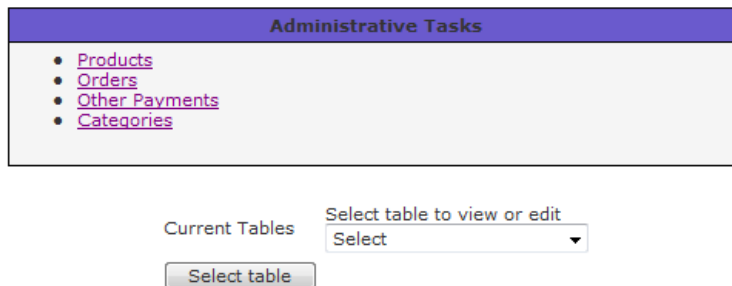 Administrative Tasks
Products
Orders
Other Payments
Categories
Select table to view or edit
Current Tables
Select
Select table